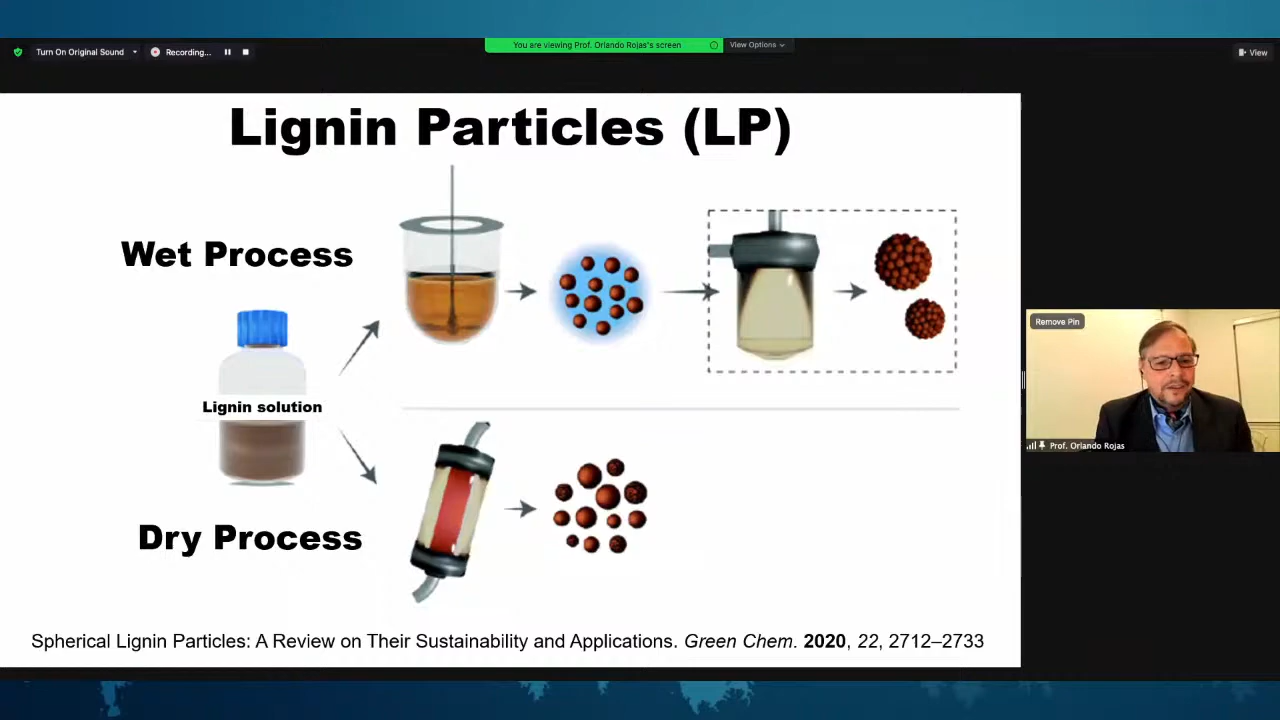 Turn On Original Sound
Recording...
You are viewing Prof. Orlando Rojas's screen
View Options
View
Lignin Particles (LP)
Wet Process
Lignin solution
Dry Process
Spherical Lignin Particles: A Review on Their Sustainability and Applications. Green Chem. 2020, 22, 2712–2733
Remove Pin
Prof. Orlando Rojas